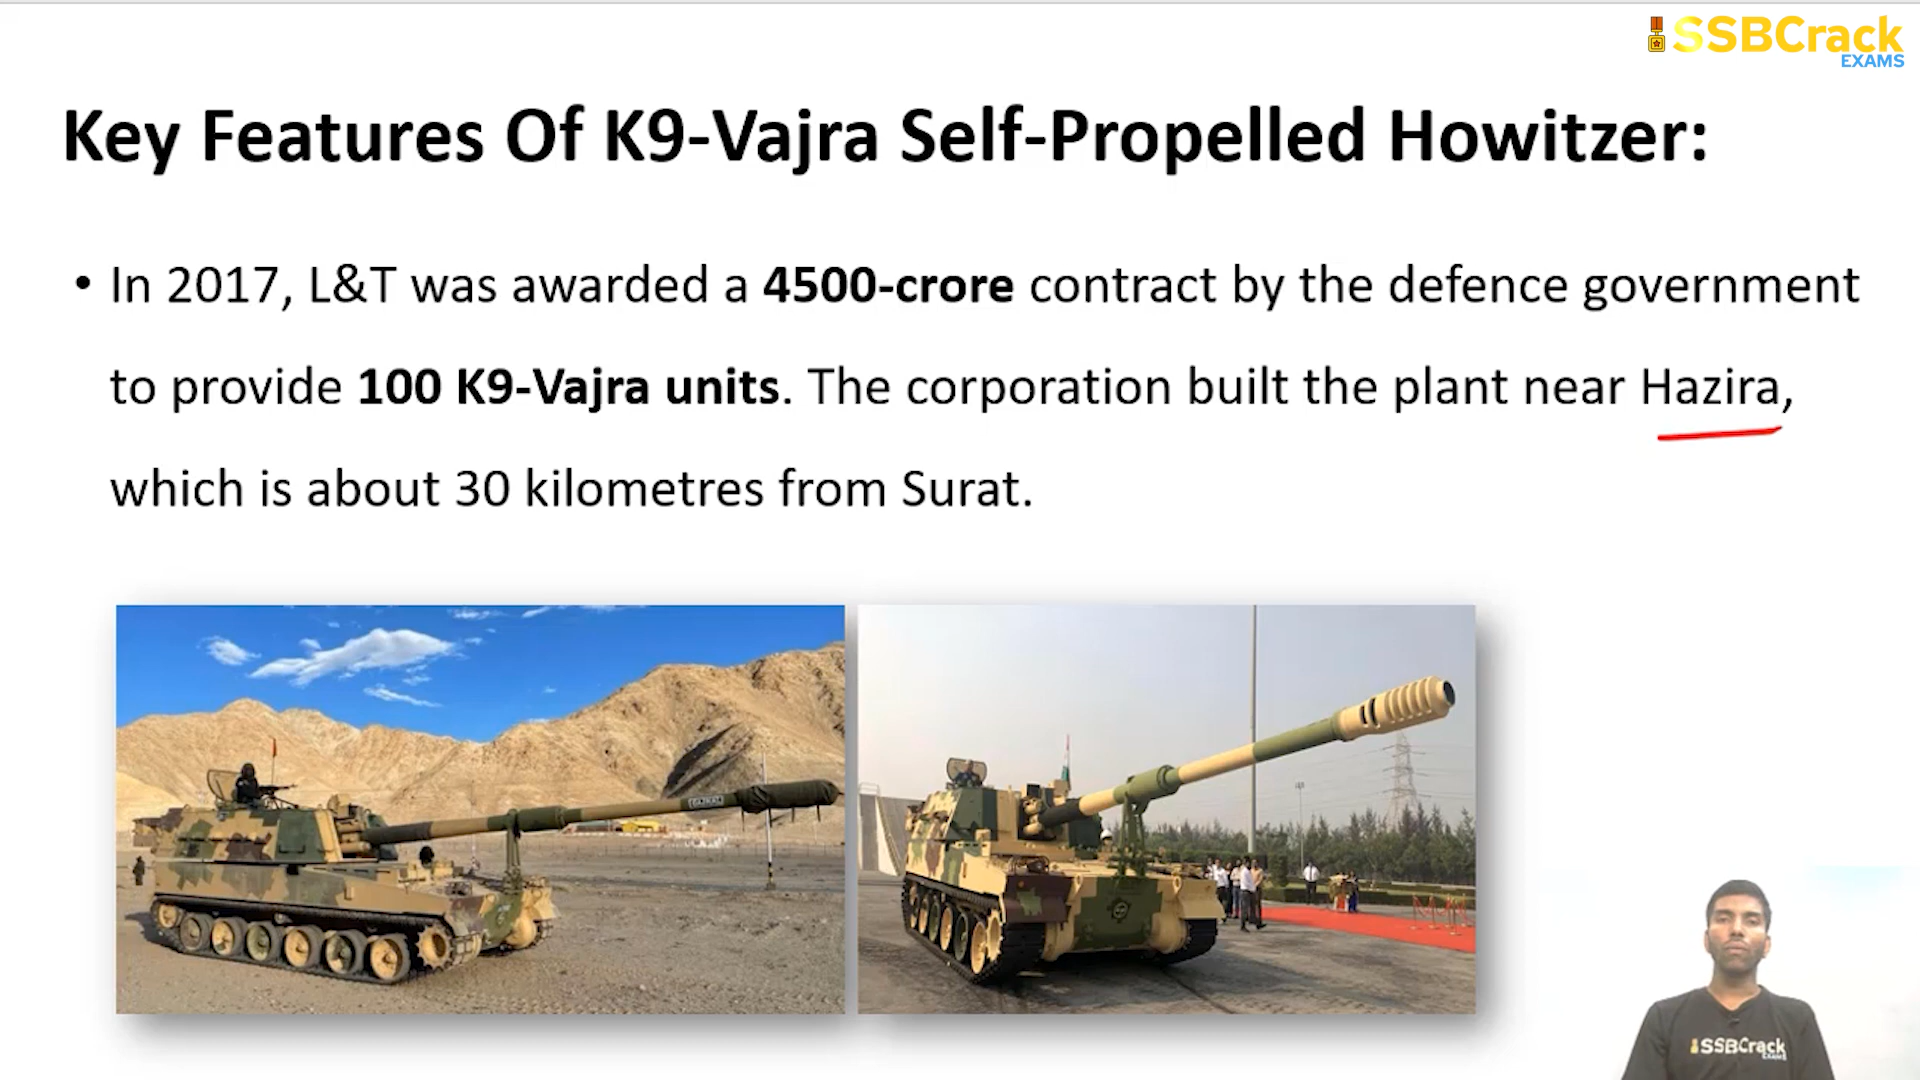 SSBCrack
EXAMS
Key Features Of K9-Vajra Self-Propelled Howitzer:
• In 2017, L&T was awarded a 4500-crore contract by the defence government
to provide 100 K9-Vajra units. The corporation built the plant near Hazira,
which is about 30 kilometres from Surat.
SSBCrack
EXAMS